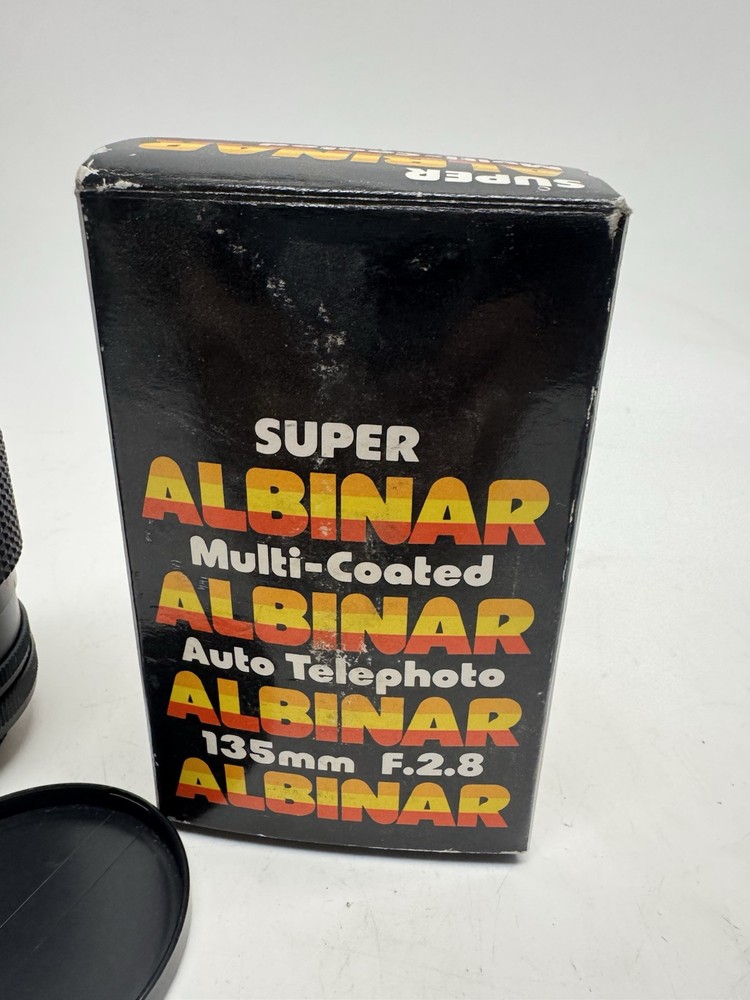 SUPER
ALBINAR
SUPER
ALBINAR
Multi-Coated
ALBINAR
Auto Telephoto
ALBINAR
135mm F.2.8
ALBINAR